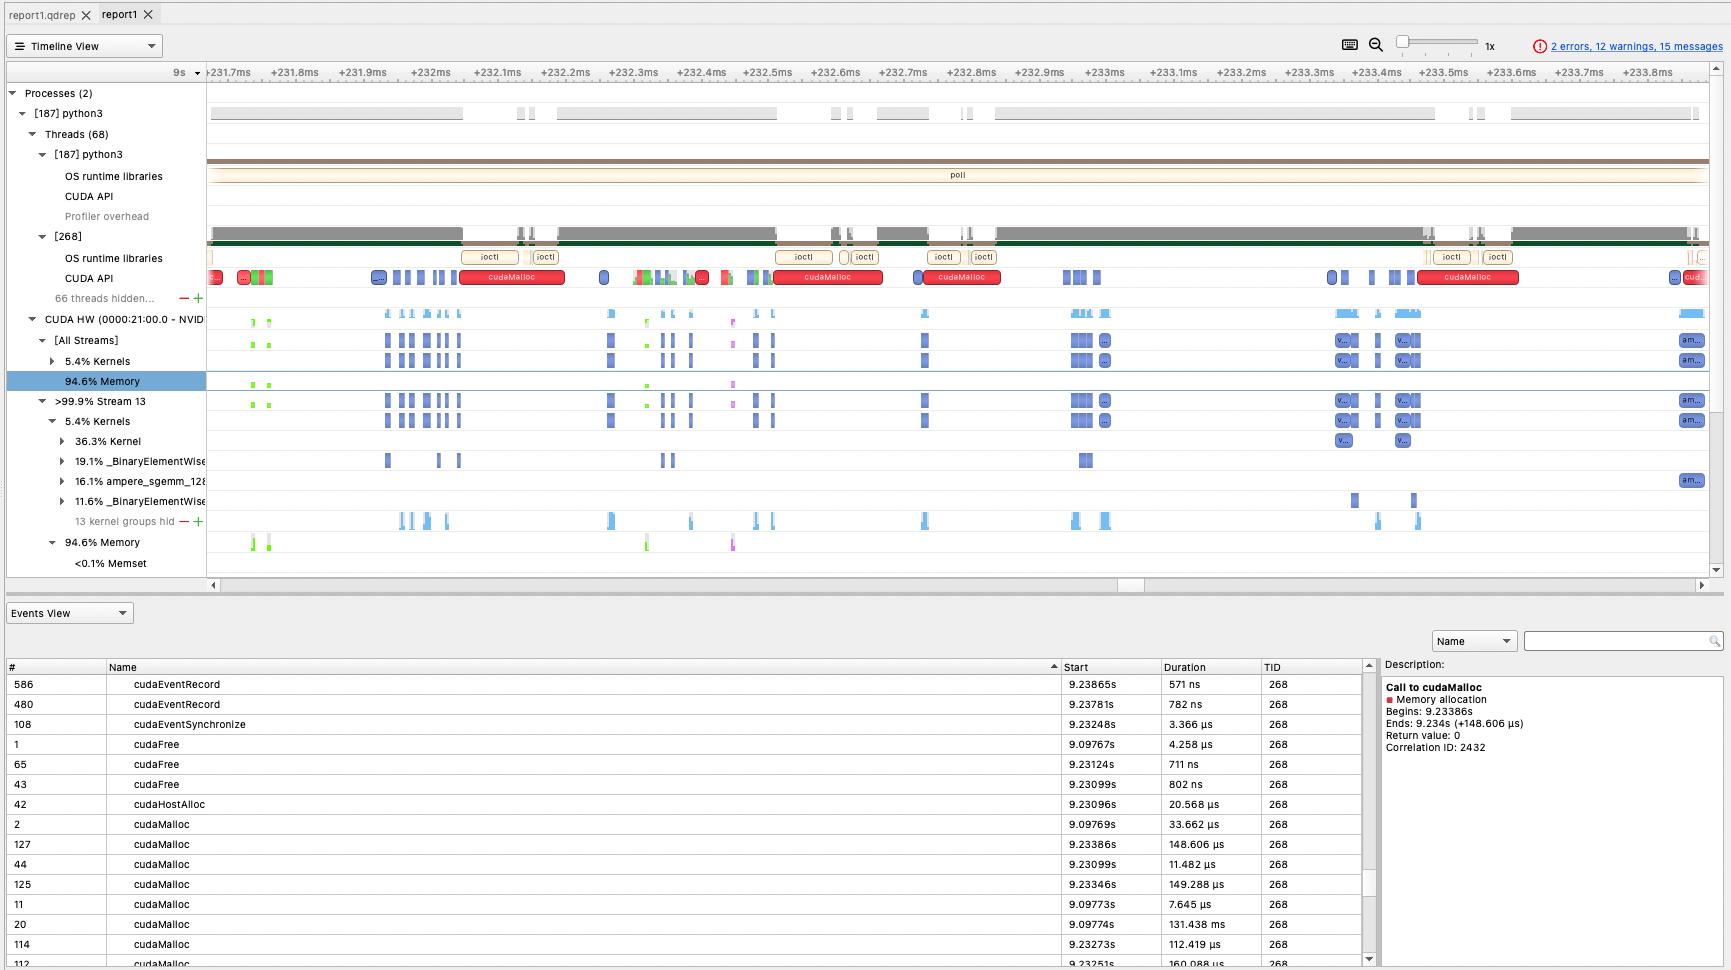 report1.qdrep
report1
Timeline View
1x
2 errors, 12 warnings, 15 messages
9s
+231.7ms +231.8ms +231.9ms +232ms +232.1ms +232.2ms +232.3ms +232.4ms +232.5ms +232.6ms +232.7ms +232.8ms +232.9ms +233ms +233.1ms +233.2ms +233.3ms +233.4ms +233.5ms +233.6ms +233.7ms +233.8ms
Processes (2)
[187] python3
Threads (68)
[187] python3
OS runtime libraries
poll
CUDA API
Profiler overhead
[268]
OS runtime libraries
ioctl ioctl ioctl ioctl ioctl ioctl ioctl ioctl
CUDA API
cudaMalloc cudaMalloc cudaMalloc cudaMalloc cud...
66 threads hidden...
CUDA HW (0000:21:00.0 - NVID
[All Streams]
v... v... am...
5.4% Kernels
v... v... am...
94.6% Memory
>99.9% Stream 13
v... v... am...
5.4% Kernels
v... v... am...
36.3% Kernel
v... v...
19.1% _BinaryElementWise
16.1% ampere_sgemm_128
am...
11.6% _BinaryElementWise
13 kernel groups hid
94.6% Memory
<0.1% Memset
Events View
Name
# Name Start Duration TID
586 cudaEventRecord 9.23865s 571 ns 268
480 cudaEventRecord 9.23781s 782 ns 268
108 cudaEventSynchronize 9.23248s 3.366 μs 268
1 cudaFree 9.09767s 4.258 μs 268
65 cudaFree 9.23124s 711 ns 268
43 cudaFree 9.23099s 802 ns 268
42 cudaHostAlloc 9.23096s 20.568 μs 268
2 cudaMalloc 9.09769s 33.662 μs 268
127 cudaMalloc 9.23386s 148.606 μs 268
44 cudaMalloc 9.23099s 11.482 μs 268
125 cudaMalloc 9.23346s 149.288 μs 268
11 cudaMalloc 9.09773s 7.645 μs 268
20 cudaMalloc 9.09774s 131.438 ms 268
114 cudaMalloc 9.23273s 112.419 μs 268
112 cudaMalloc 9.23251s 160.088 μs 268
Description:
Call to cudaMalloc
Memory allocation
Begins: 9.23386s
Ends: 9.234s (+148.606 μs)
Return value: 0
Correlation ID: 2432